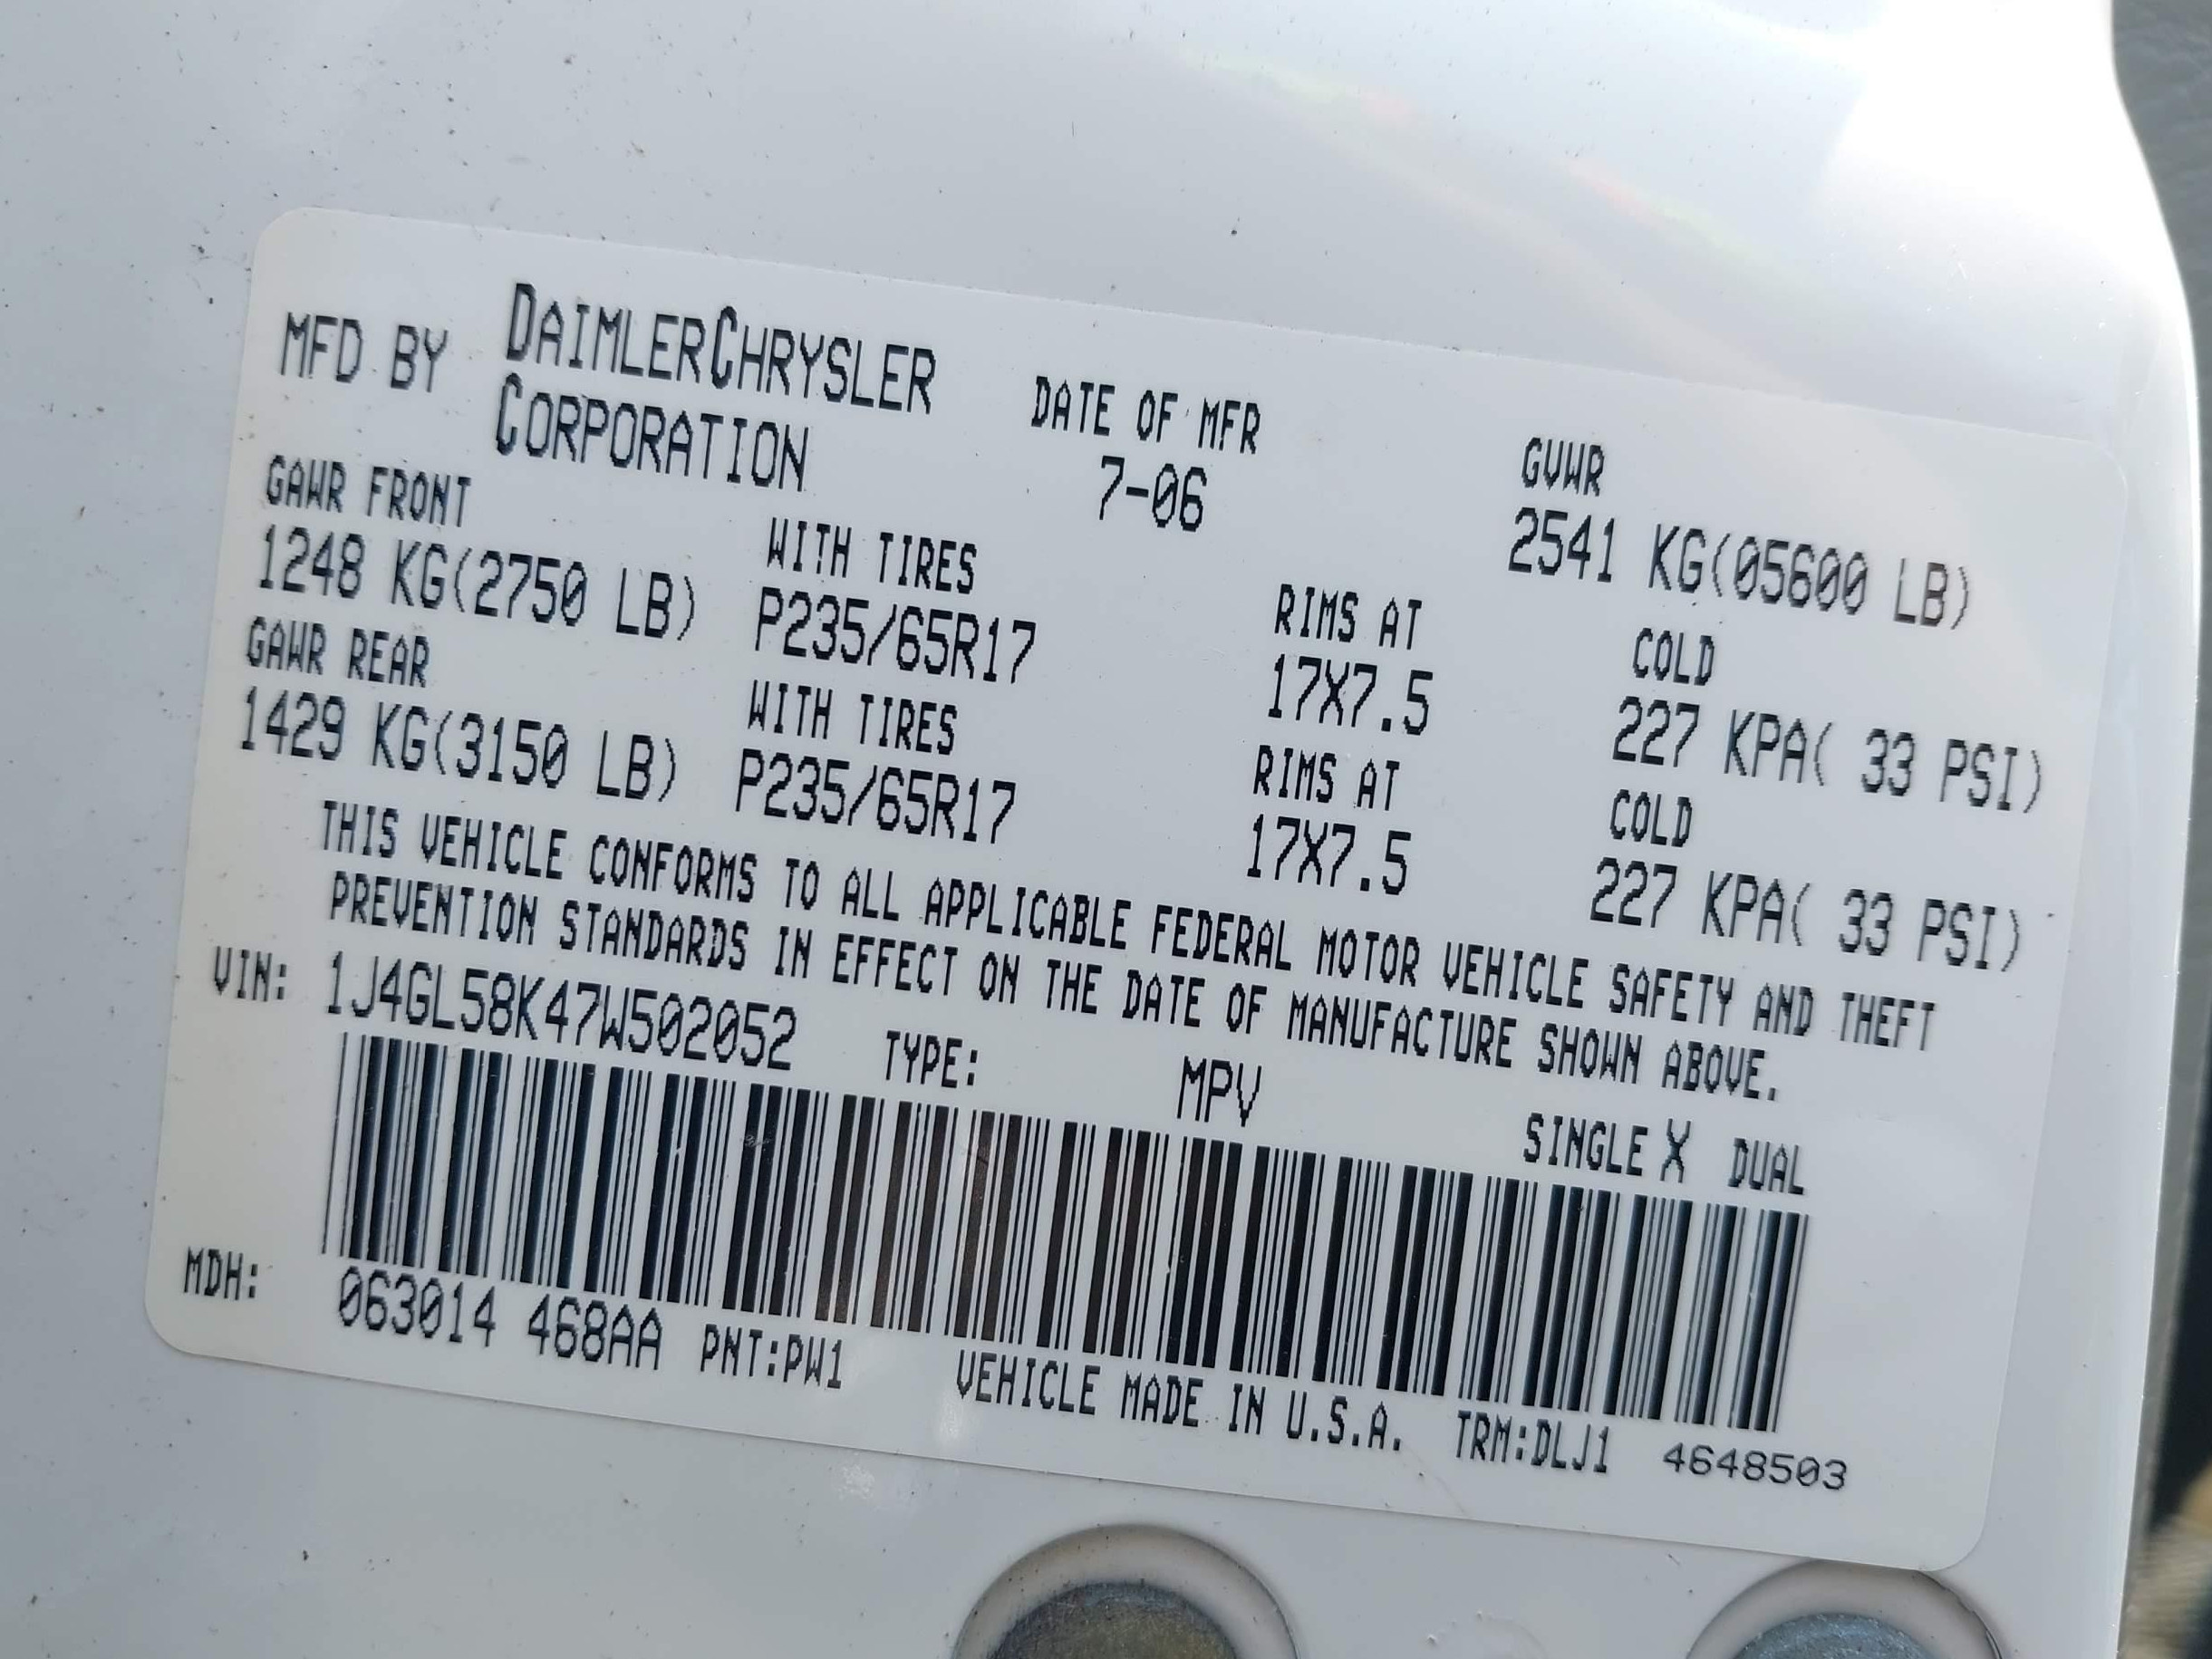 MFD BY DAIMLERCHRYSLER CORPORATION DATE OF MFR 7-06 GVWR 2541 KG(05600 LB)
GAWR FRONT WITH TIRES RIMS AT COLD
1248 KG(2750 LB) P235/65R17 17X7.5 227 KPA( 33 PSI)
GAWR REAR WITH TIRES RIMS AT COLD
1429 KG(3150 LB) P235/65R17 17X7.5 227 KPA( 33 PSI)
THIS VEHICLE CONFORMS TO ALL APPLICABLE FEDERAL MOTOR VEHICLE SAFETY AND THEFT
PREVENTION STANDARDS IN EFFECT ON THE DATE OF MANUFACTURE SHOWN ABOVE.
VIN: 1J4GL58K47W502052 TYPE: MPV SINGLE X DUAL
MDH: 063014 468AA PNT:PW1 VEHICLE MADE IN U.S.A. TRM:DLJ1 4648503